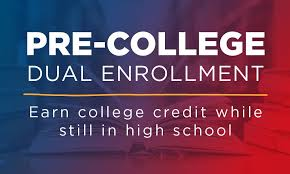 PRE-COLLEGE
DUAL ENROLLMENT
Earn college credit while
still in high school